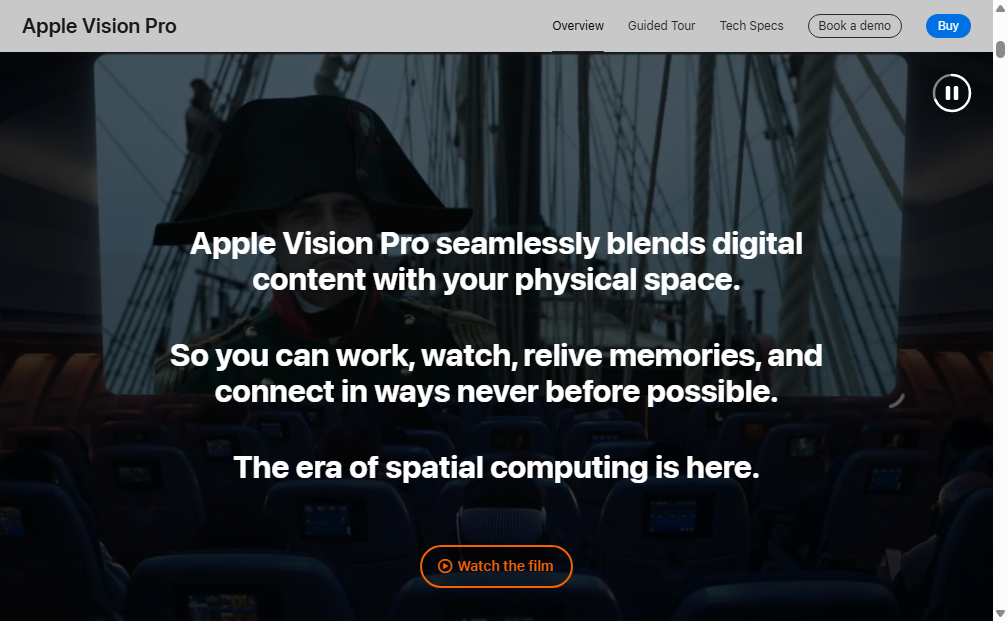 Apple Vision Pro
Overview
Guided Tour
Tech Specs
Book a demo
Buy
Apple Vision Pro seamlessly blends digital
content with your physical space.
So you can work, watch, relive memories, and
connect in ways never before possible.
The era of spatial computing is here.
Watch the film